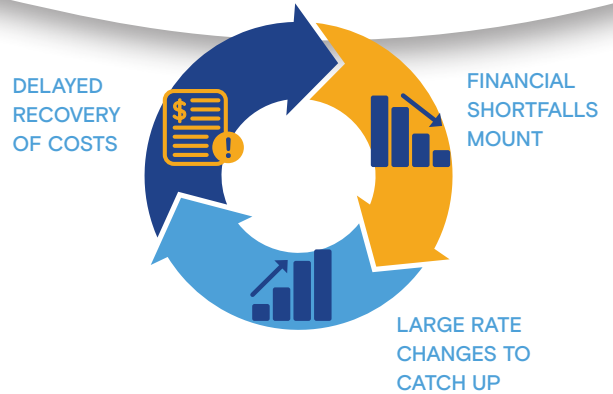 DELAYED
RECOVERY
OF COSTS
$
!
FINANCIAL
SHORTFALLS
MOUNT
LARGE RATE
CHANGES TO
CATCH UP